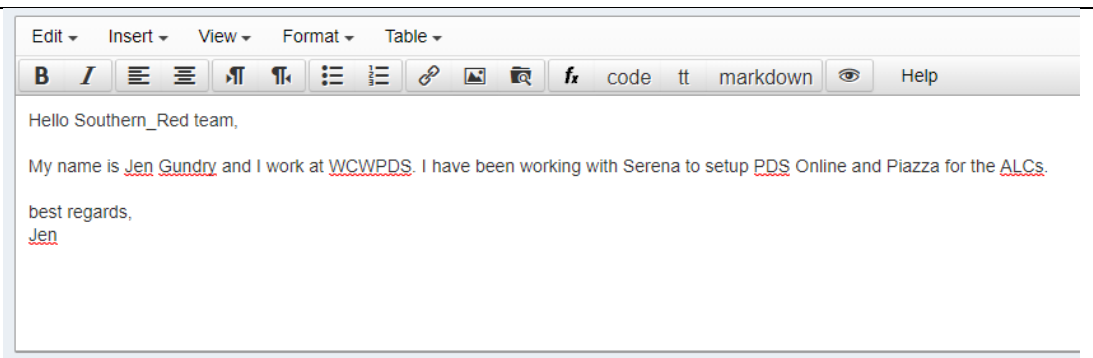 Edit Insert View Format Table
B I fx code tt markdown Help
Hello Southern_Red team,
My name is Jen Gundry and I work at WCWPDS. I have been working with Serena to setup PDS Online and Piazza for the ALCs.
best regards,
Jen